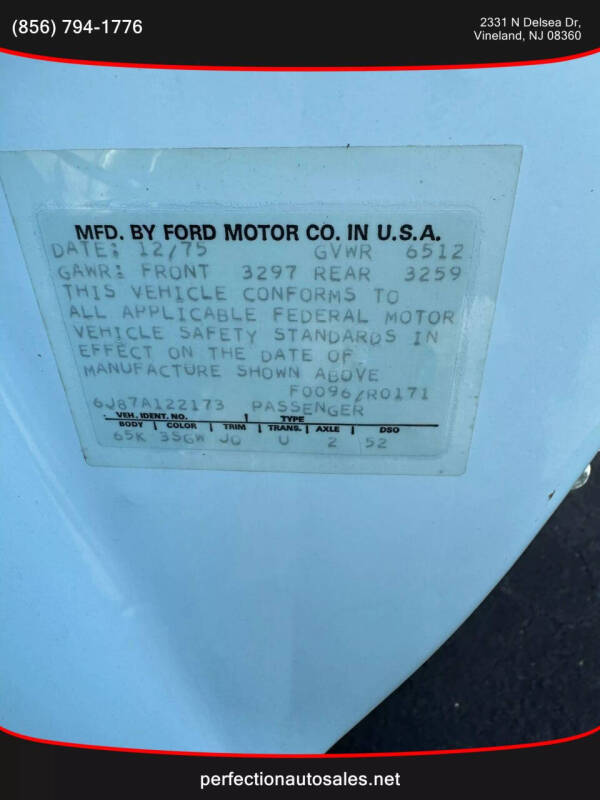 (856) 794-1776
2331 N Delsea Dr,
Vineland, NJ 08360
MFD. BY FORD MOTOR CO. IN U.S.A.
DATE: 12/75 GVWR 6512
GAWR: FRONT 3297 REAR 3259
THIS VEHICLE CONFORMS TO
ALL APPLICABLE FEDERAL MOTOR
VEHICLE SAFETY STANDARDS IN
EFFECT ON THE DATE OF
MANUFACTURE SHOWN ABOVE
F0096/R0171
6J87A122173 PASSENGER
VEH. IDENT. NO. TYPE
BODY COLOR TRIM TRANS. AXLE DSO
65K 3SGW JO U 2 52
perfectionautosales.net